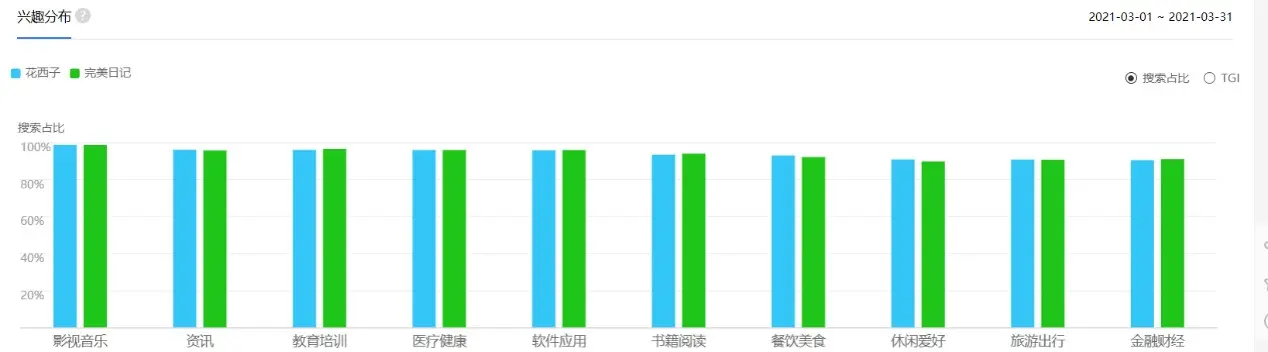 兴趣分布 ? 2021-03-01 ~ 2021-03-31
花西子 完美日记
搜索占比 TGI
搜索占比
100%
80%
60%
40%
20%
影视音乐 资讯 教育培训 医疗健康 软件应用 书籍阅读 餐饮美食 休闲爱好 旅游出行 金融财经